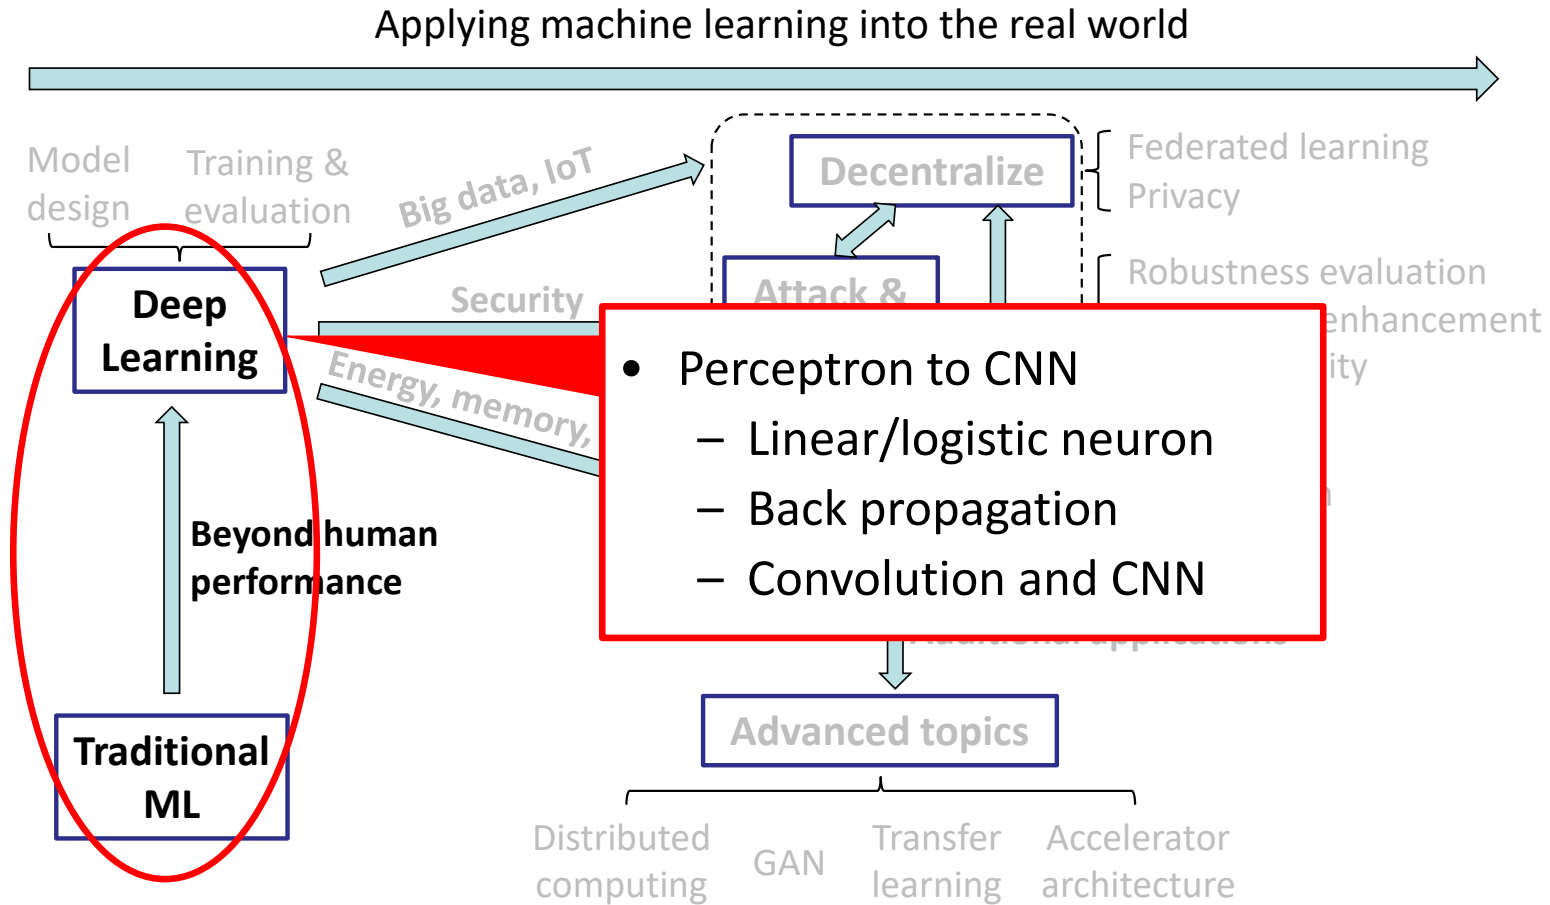 Applying machine learning into the real world
Model
design
Training &
evaluation
Big data, IoT
Decentralize
Federated learning
Privacy
Deep
Learning
Security
Attack &
Robustness evaluation
enhancement
Energy, memory,
• Perceptron to CNN
– Linear/logistic neuron
– Back propagation
– Convolution and CNN
Beyond human
performance
Traditional
ML
Advanced topics
Distributed
computing
GAN
Transfer
learning
Accelerator
architecture